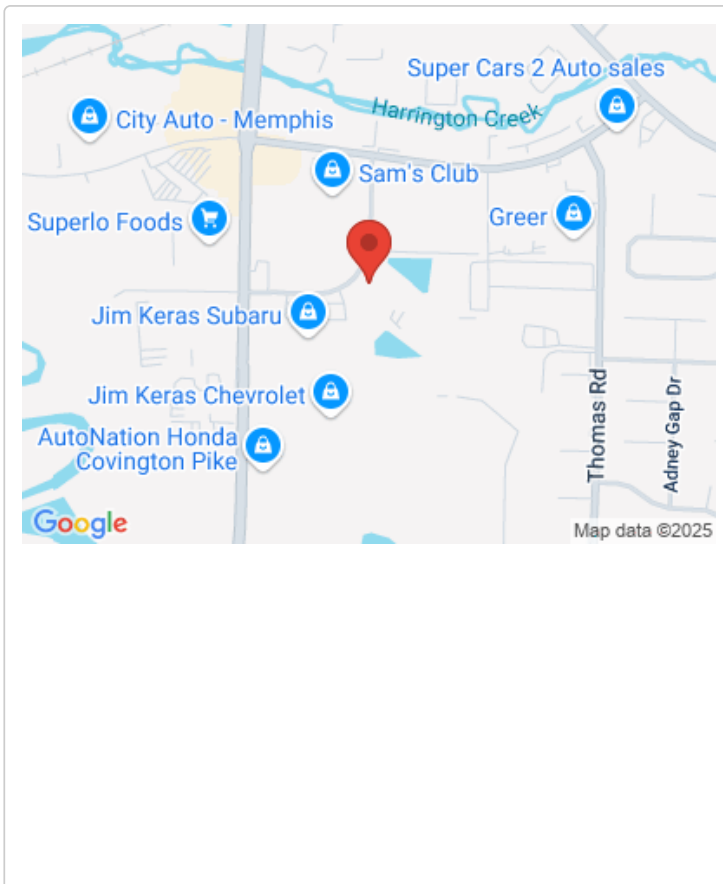 Super Cars 2 Auto sales
City Auto - Memphis
Harrington Creek
Sam's Club
Superlo Foods
Greer
Jim Keras Subaru
Jim Keras Chevrolet
Thomas Rd
Adney Gap Dr
AutoNation Honda
Covington Pike
Google
Map data ©2025